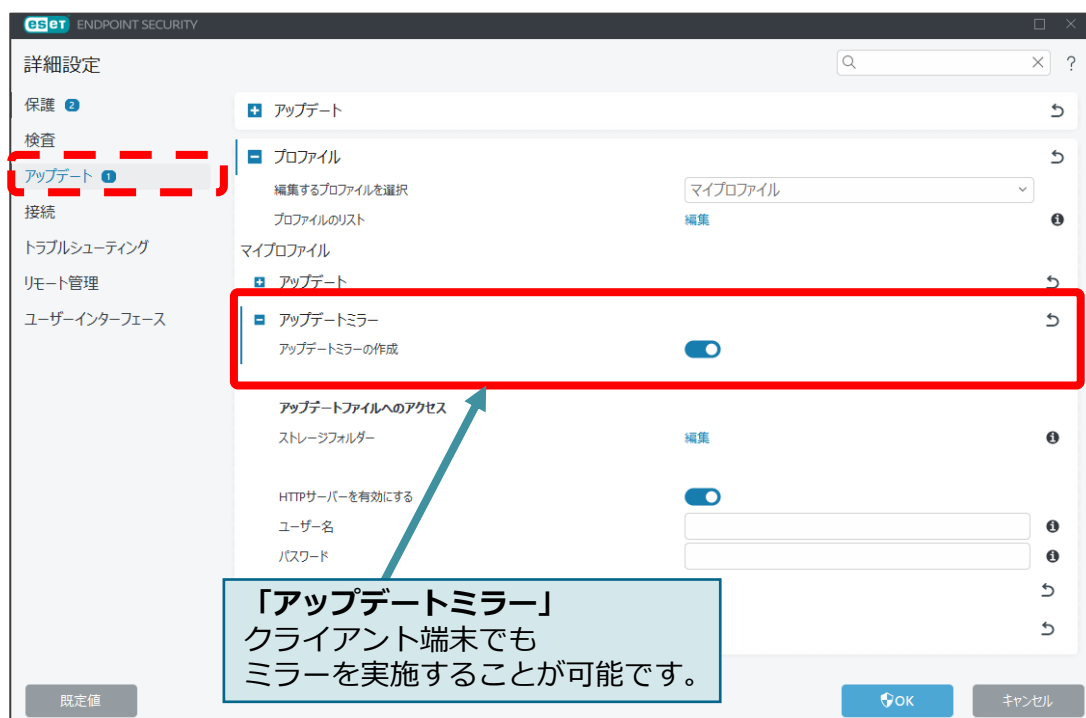 eset ENDPOINT SECURITY
詳細設定
?
保護 2
検査
アップデート 1
接続
トラブルシューティング
リモート管理
ユーザーインターフェース
アップデート
プロファイル
編集するプロファイルを選択 マイプロファイル
プロファイルのリスト 編集
マイプロファイル
アップデート
アップデートミラー
アップデートミラーの作成
アップデートファイルへのアクセス
ストレージフォルダー 編集
HTTPサーバーを有効にする
ユーザー名
パスワード
「アップデートミラー」
クライアント端末でも
ミラーを実施することが可能です。
既定値
OK
キャンセル